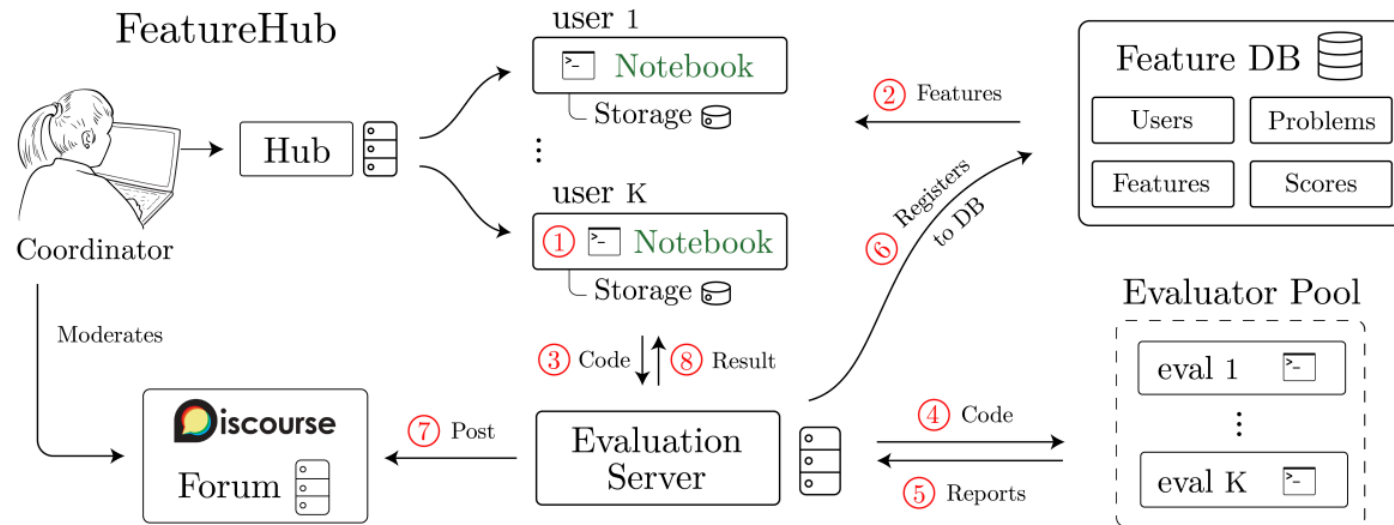 FeatureHub
Coordinator
Moderates
Hub
user 1
>_ Notebook
Storage
⋮
user K
① >_ Notebook
Storage
② Features
Feature DB
Users
Problems
Features
Scores
⑥ Registers
to DB
③ Code
⑧ Result
Evaluation
Server
⑦ Post
Discourse
Forum
④ Code
⑤ Reports
Evaluator Pool
eval 1 >_
⋮
eval K >_